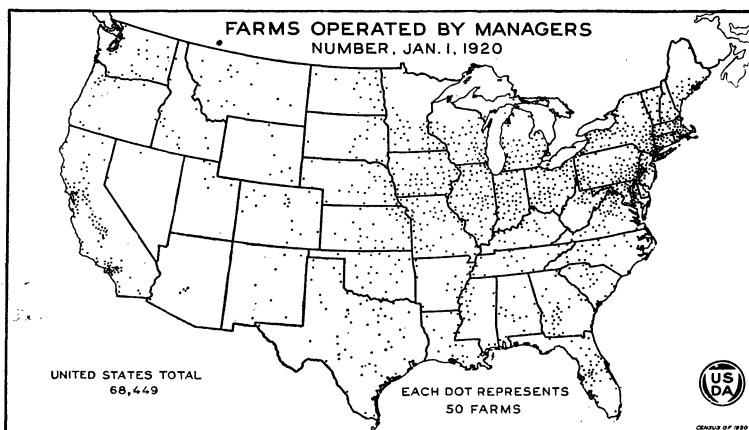 FARMS OPERATED BY MANAGERS
NUMBER, JAN. 1, 1920
UNITED STATES TOTAL
68,449
EACH DOT REPRESENTS
50 FARMS
US
DA
CENSUS OF 1920